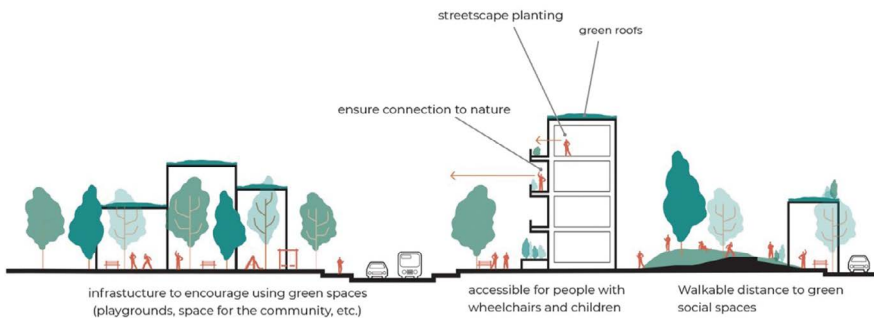 streetscape planting
green roofs
ensure connection to nature
infrastucture to encourage using green spaces
(playgrounds, space for the community, etc.)
accessible for people with
wheelchairs and children
Walkable distance to green
social spaces